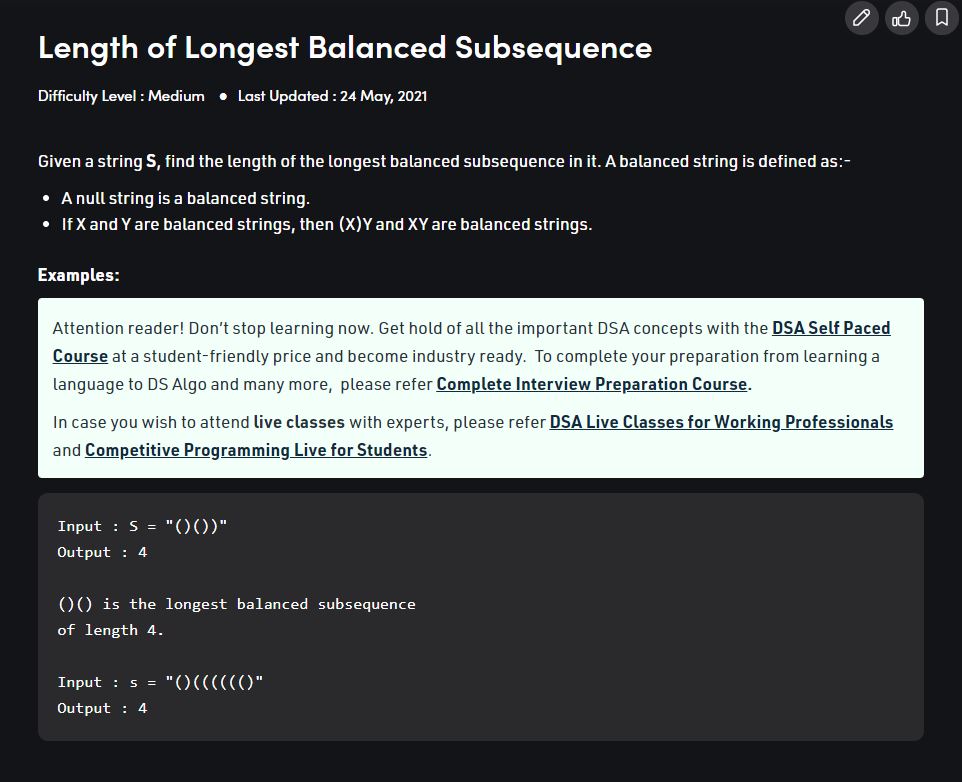 Length of Longest Balanced Subsequence
Difficulty Level : Medium ● Last Updated : 24 May, 2021
Given a string S, find the length of the longest balanced subsequence in it. A balanced string is defined as:-
• A null string is a balanced string.
• If X and Y are balanced strings, then (X)Y and XY are balanced strings.
Examples:
Attention reader! Don’t stop learning now. Get hold of all the important DSA concepts with the DSA Self Paced
Course at a student-friendly price and become industry ready.  To complete your preparation from learning a
language to DS Algo and many more,  please refer Complete Interview Preparation Course.
In case you wish to attend live classes with experts, please refer DSA Live Classes for Working Professionals
and Competitive Programming Live for Students.
Input : S = "()())"
Output : 4
()() is the longest balanced subsequence
of length 4.
Input : s = "()(((((()"
Output : 4